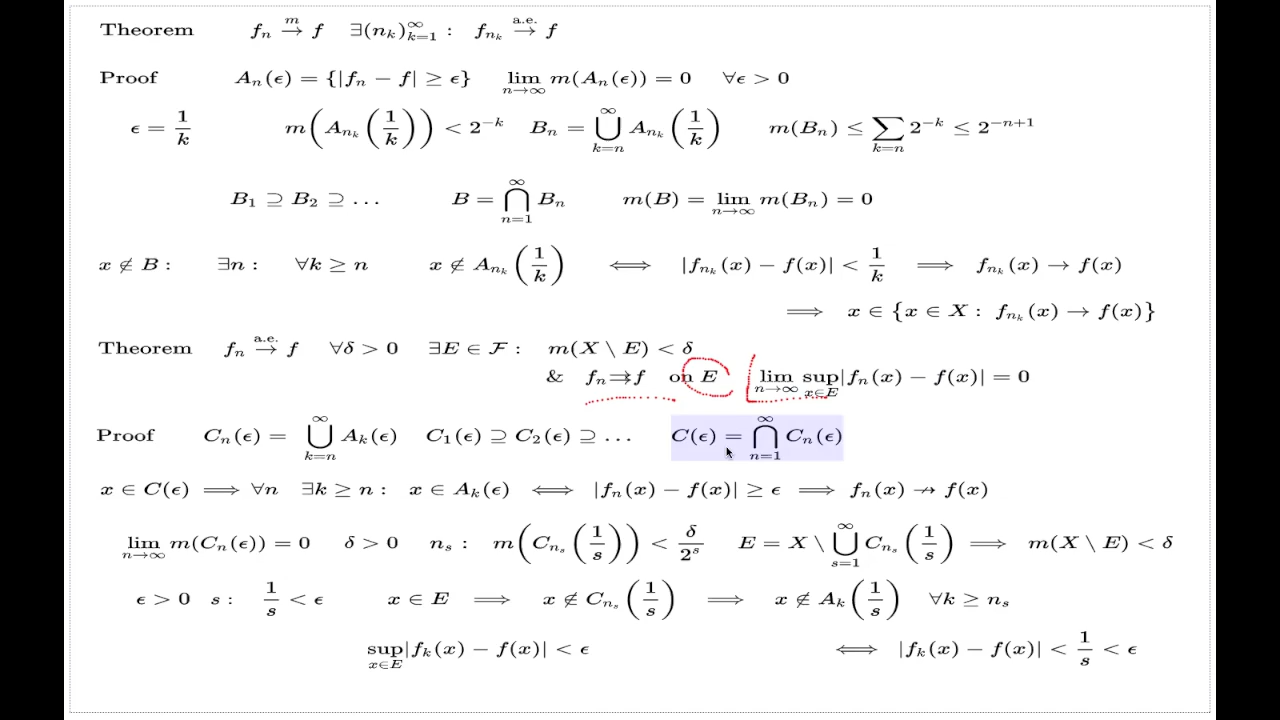 Theorem f_n →^m f ∃(n_k)_{k=1}^∞ : f_{n_k} →^{a.e.} f
Proof A_n(ϵ) = {|f_n − f| ≥ ϵ} lim_{n→∞} m(A_n(ϵ)) = 0 ∀ϵ > 0
ϵ = 1/k m(A_{n_k}(1/k)) < 2^{−k} B_n = ⋃_{k=n}^∞ A_{n_k}(1/k) m(B_n) ≤ ∑_{k=n} 2^{−k} ≤ 2^{−n+1}
B_1 ⊇ B_2 ⊇ ... B = ⋂_{n=1}^∞ B_n m(B) = lim_{n→∞} m(B_n) = 0
x ∉ B : ∃n : ∀k ≥ n x ∉ A_{n_k}(1/k) ⟺ |f_{n_k}(x) − f(x)| < 1/k ⟹ f_{n_k}(x) → f(x)
⟹ x ∈ {x ∈ X : f_{n_k}(x) → f(x)}
Theorem f_n →^{a.e.} f ∀δ > 0 ∃E ∈ ℱ : m(X \ E) < δ
& f_n ⇉ f on E lim_{n→∞} sup_{x∈E} |f_n(x) − f(x)| = 0
Proof C_n(ϵ) = ⋃_{k=n}^∞ A_k(ϵ) C_1(ϵ) ⊇ C_2(ϵ) ⊇ ... C(ϵ) = ⋂_{n=1}^∞ C_n(ϵ)
x ∈ C(ϵ) ⟹ ∀n ∃k ≥ n : x ∈ A_k(ϵ) ⟺ |f_n(x) − f(x)| ≥ ϵ ⟹ f_n(x) ↛ f(x)
lim_{n→∞} m(C_n(ϵ)) = 0 δ > 0 n_s : m(C_{n_s}(1/s)) < δ/2^s E = X \ ⋃_{s=1}^∞ C_{n_s}(1/s) ⟹ m(X \ E) < δ
ϵ > 0 s : 1/s < ϵ x ∈ E ⟹ x ∉ C_{n_s}(1/s) ⟹ x ∉ A_k(1/s) ∀k ≥ n_s
sup_{x∈E} |f_k(x) − f(x)| < ϵ ⟺ |f_k(x) − f(x)| < 1/s < ϵ